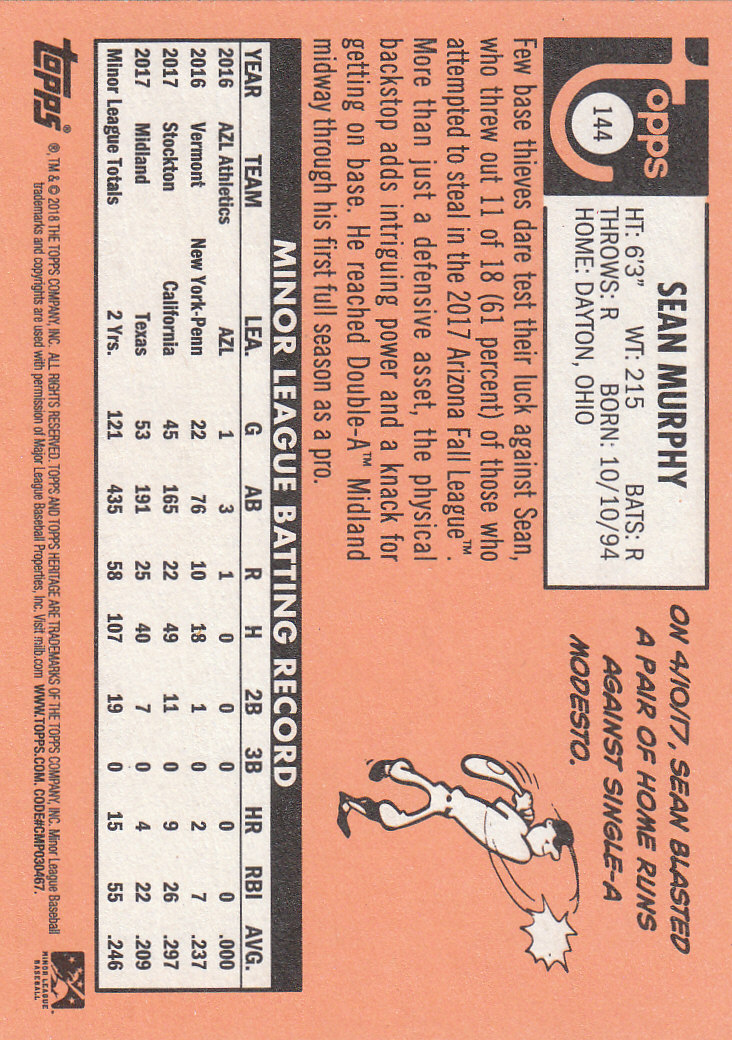 topps
144
SEAN MURPHY
HT: 6'3" WT: 215 BATS: R
THROWS: R BORN: 10/10/94
HOME: DAYTON, OHIO
ON 4/10/17, SEAN BLASTED
A PAIR OF HOME RUNS
AGAINST SINGLE-A
MODESTO.
Few base thieves dare test their luck against Sean,
who threw out 11 of 18 (61 percent) of those who
attempted to steal in the 2017 Arizona Fall League™.
More than just a defensive asset, the physical
backstop adds intriguing power and a knack for
getting on base. He reached Double-A™ Midland
midway through his first full season as a pro.
MINOR LEAGUE BATTING RECORD
YEAR TEAM LEA. G AB R H 2B 3B HR RBI AVG.
2016 AZL Athletics AZL 1 3 1 0 0 0 0 0 .000
2016 Vermont New York-Penn 22 76 10 18 1 0 2 7 .237
2017 Stockton California 45 165 22 49 11 0 9 26 .297
2017 Midland Texas 53 191 25 40 7 0 4 22 .209
Minor League Totals 2 Yrs. 121 435 58 107 19 0 15 55 .246
topps®
®, TM & © 2018 THE TOPPS COMPANY, INC. ALL RIGHTS RESERVED. TOPPS AND TOPPS HERITAGE ARE TRADEMARKS OF THE TOPPS COMPANY, INC. Minor League Baseball
trademarks and copyrights are used with permission of Major League Baseball Properties, Inc. Visit milb.com WWW.TOPPS.COM. CODE#CMP030467.
MINOR LEAGUE
BASEBALL